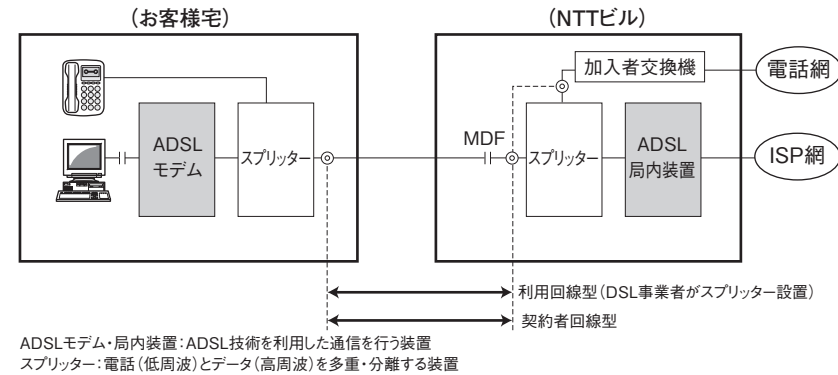 (お客様宅)
(NTTビル)
加入者交換機
電話網
MDF
ADSL
モデム
スプリッター
スプリッター
ADSL
局内装置
ISP網
利用回線型(DSL事業者がスプリッター設置)
契約者回線型
ADSLモデム・局内装置:ADSL技術を利用した通信を行う装置
スプリッター:電話(低周波)とデータ(高周波)を多重・分離する装置